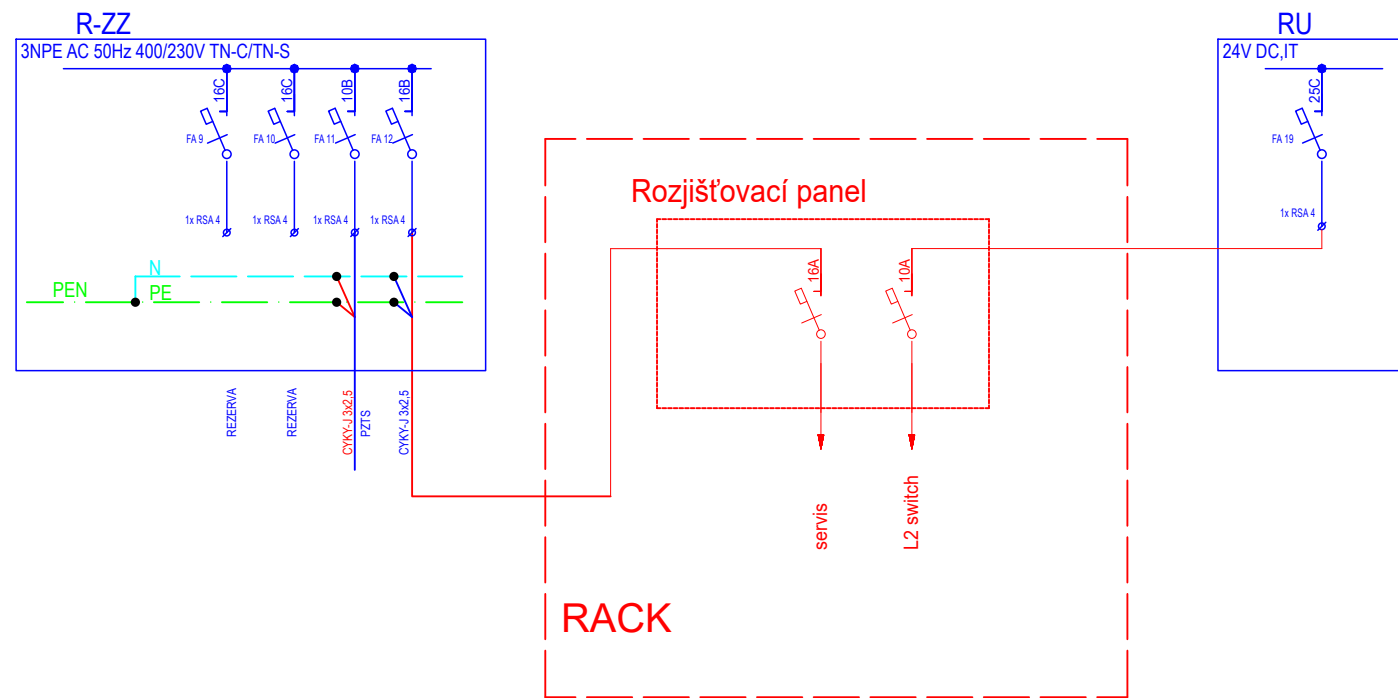 R-ZZ
3NPE AC 50Hz 400/230V TN-C/TN-S
16C
16C
10B
16B
FA 9
FA 10
FA 11
FA 12
1x RSA 4
1x RSA 4
1x RSA 4
1x RSA 4
N
PEN
PE
REZERVA
REZERVA
CYKY-J 3x2,5
PZTS
CYKY-J 3x2,5
Rozjišťovací panel
16A
10A
servis
L2 switch
RACK
RU
24V DC,IT
25C
FA 19
1x RSA 4